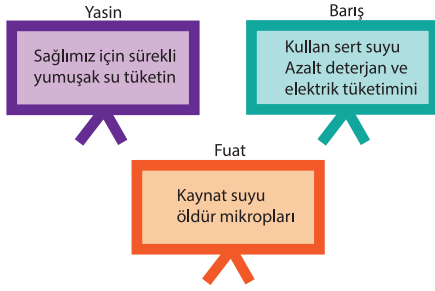 Yasin
Sağlımız için sürekli
yumuşak su tüketin
Barış
Kullan sert suyu
Azalt deterjan ve
elektrik tüketimini
Fuat
Kaynat suyu
öldür mikropları